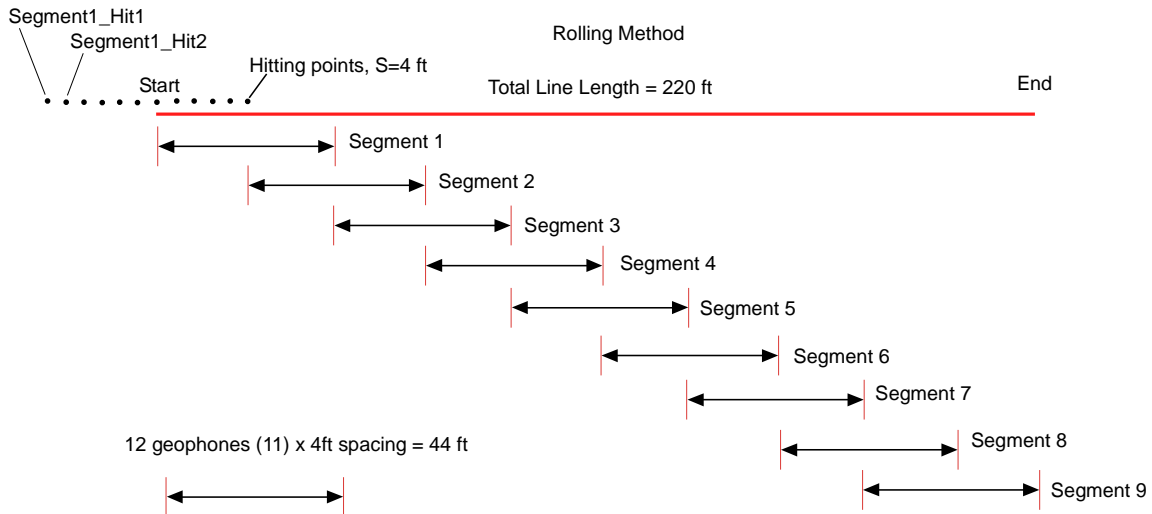 Segment1_Hit1
Segment1_Hit2
Rolling Method
Hitting points, S=4 ft
Start
Total Line Length = 220 ft
End
Segment 1
Segment 2
Segment 3
Segment 4
Segment 5
Segment 6
Segment 7
Segment 8
12 geophones (11) x 4ft spacing = 44 ft
Segment 9